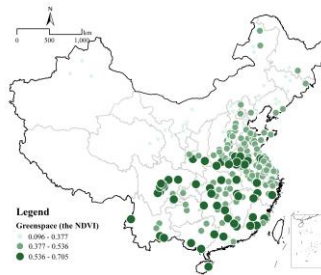 N
0 500 1,000
km
Legend
Greenspace (the NDVI)
0.096 - 0.377
0.377 - 0.536
0.536 - 0.705